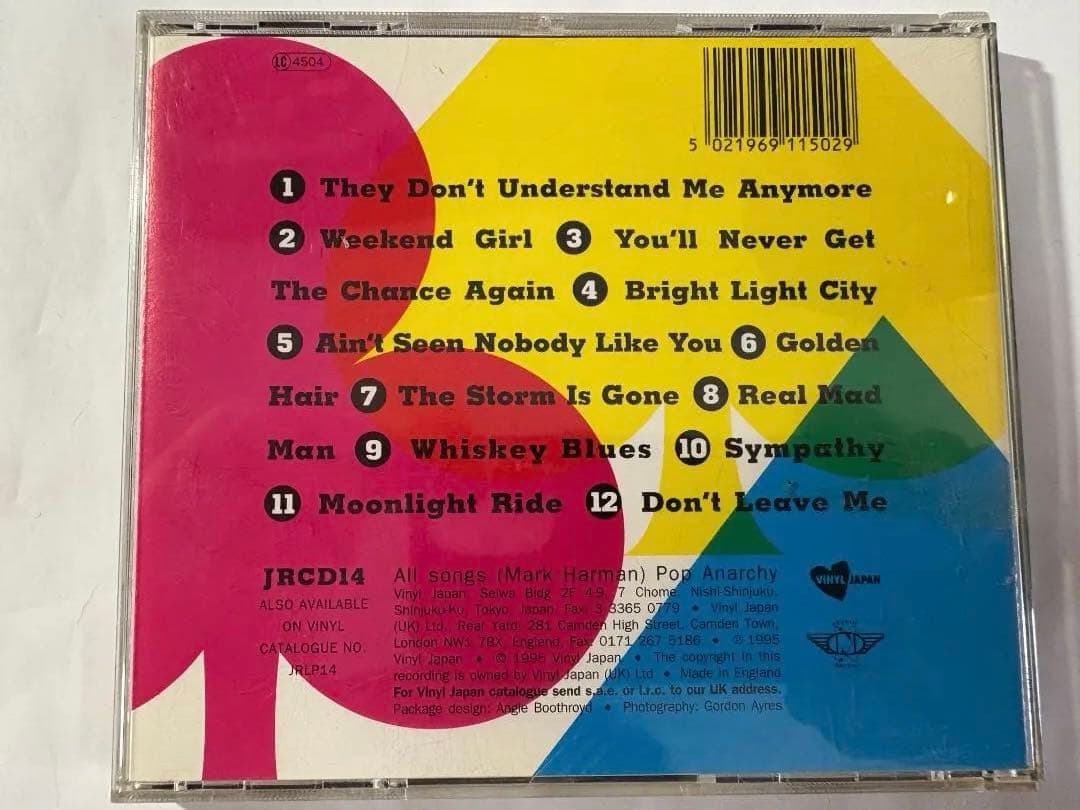 LC 4504
5 021969 115029
1 They Don't Understand Me Anymore
2 Weekend Girl 3 You'll Never Get
The Chance Again 4 Bright Light City
5 Ain't Seen Nobody Like You 6 Golden
Hair 7 The Storm Is Gone 8 Real Mad
Man 9 Whiskey Blues 10 Sympathy
11 Moonlight Ride 12 Don't Leave Me
JRCD14
ALSO AVAILABLE
ON VINYL
CATALOGUE NO.
JRLP14
All songs (Mark Harman) Pop Anarchy
Vinyl Japan, Seiwa Bldg 2F 4-9, 7 Chome, Nishi-Shinjuku,
Shinjuku-Ku, Tokyo, Japan. Fax: 3 3365 0779 • Vinyl Japan
(UK) Ltd., Rear Yard, 281 Camden High Street, Camden Town,
London NW1 7BX, England, Fax: 0171 267 5186 • ℗ 1995
Vinyl Japan • © 1995 Vinyl Japan • The copyright in this
recording is owned by Vinyl Japan (UK) Ltd • Made in England
For Vinyl Japan catalogue send s.a.e. or i.r.c. to our UK address.
Package design: Angie Boothroyd • Photography: Gordon Ayres
VINYL JAPAN